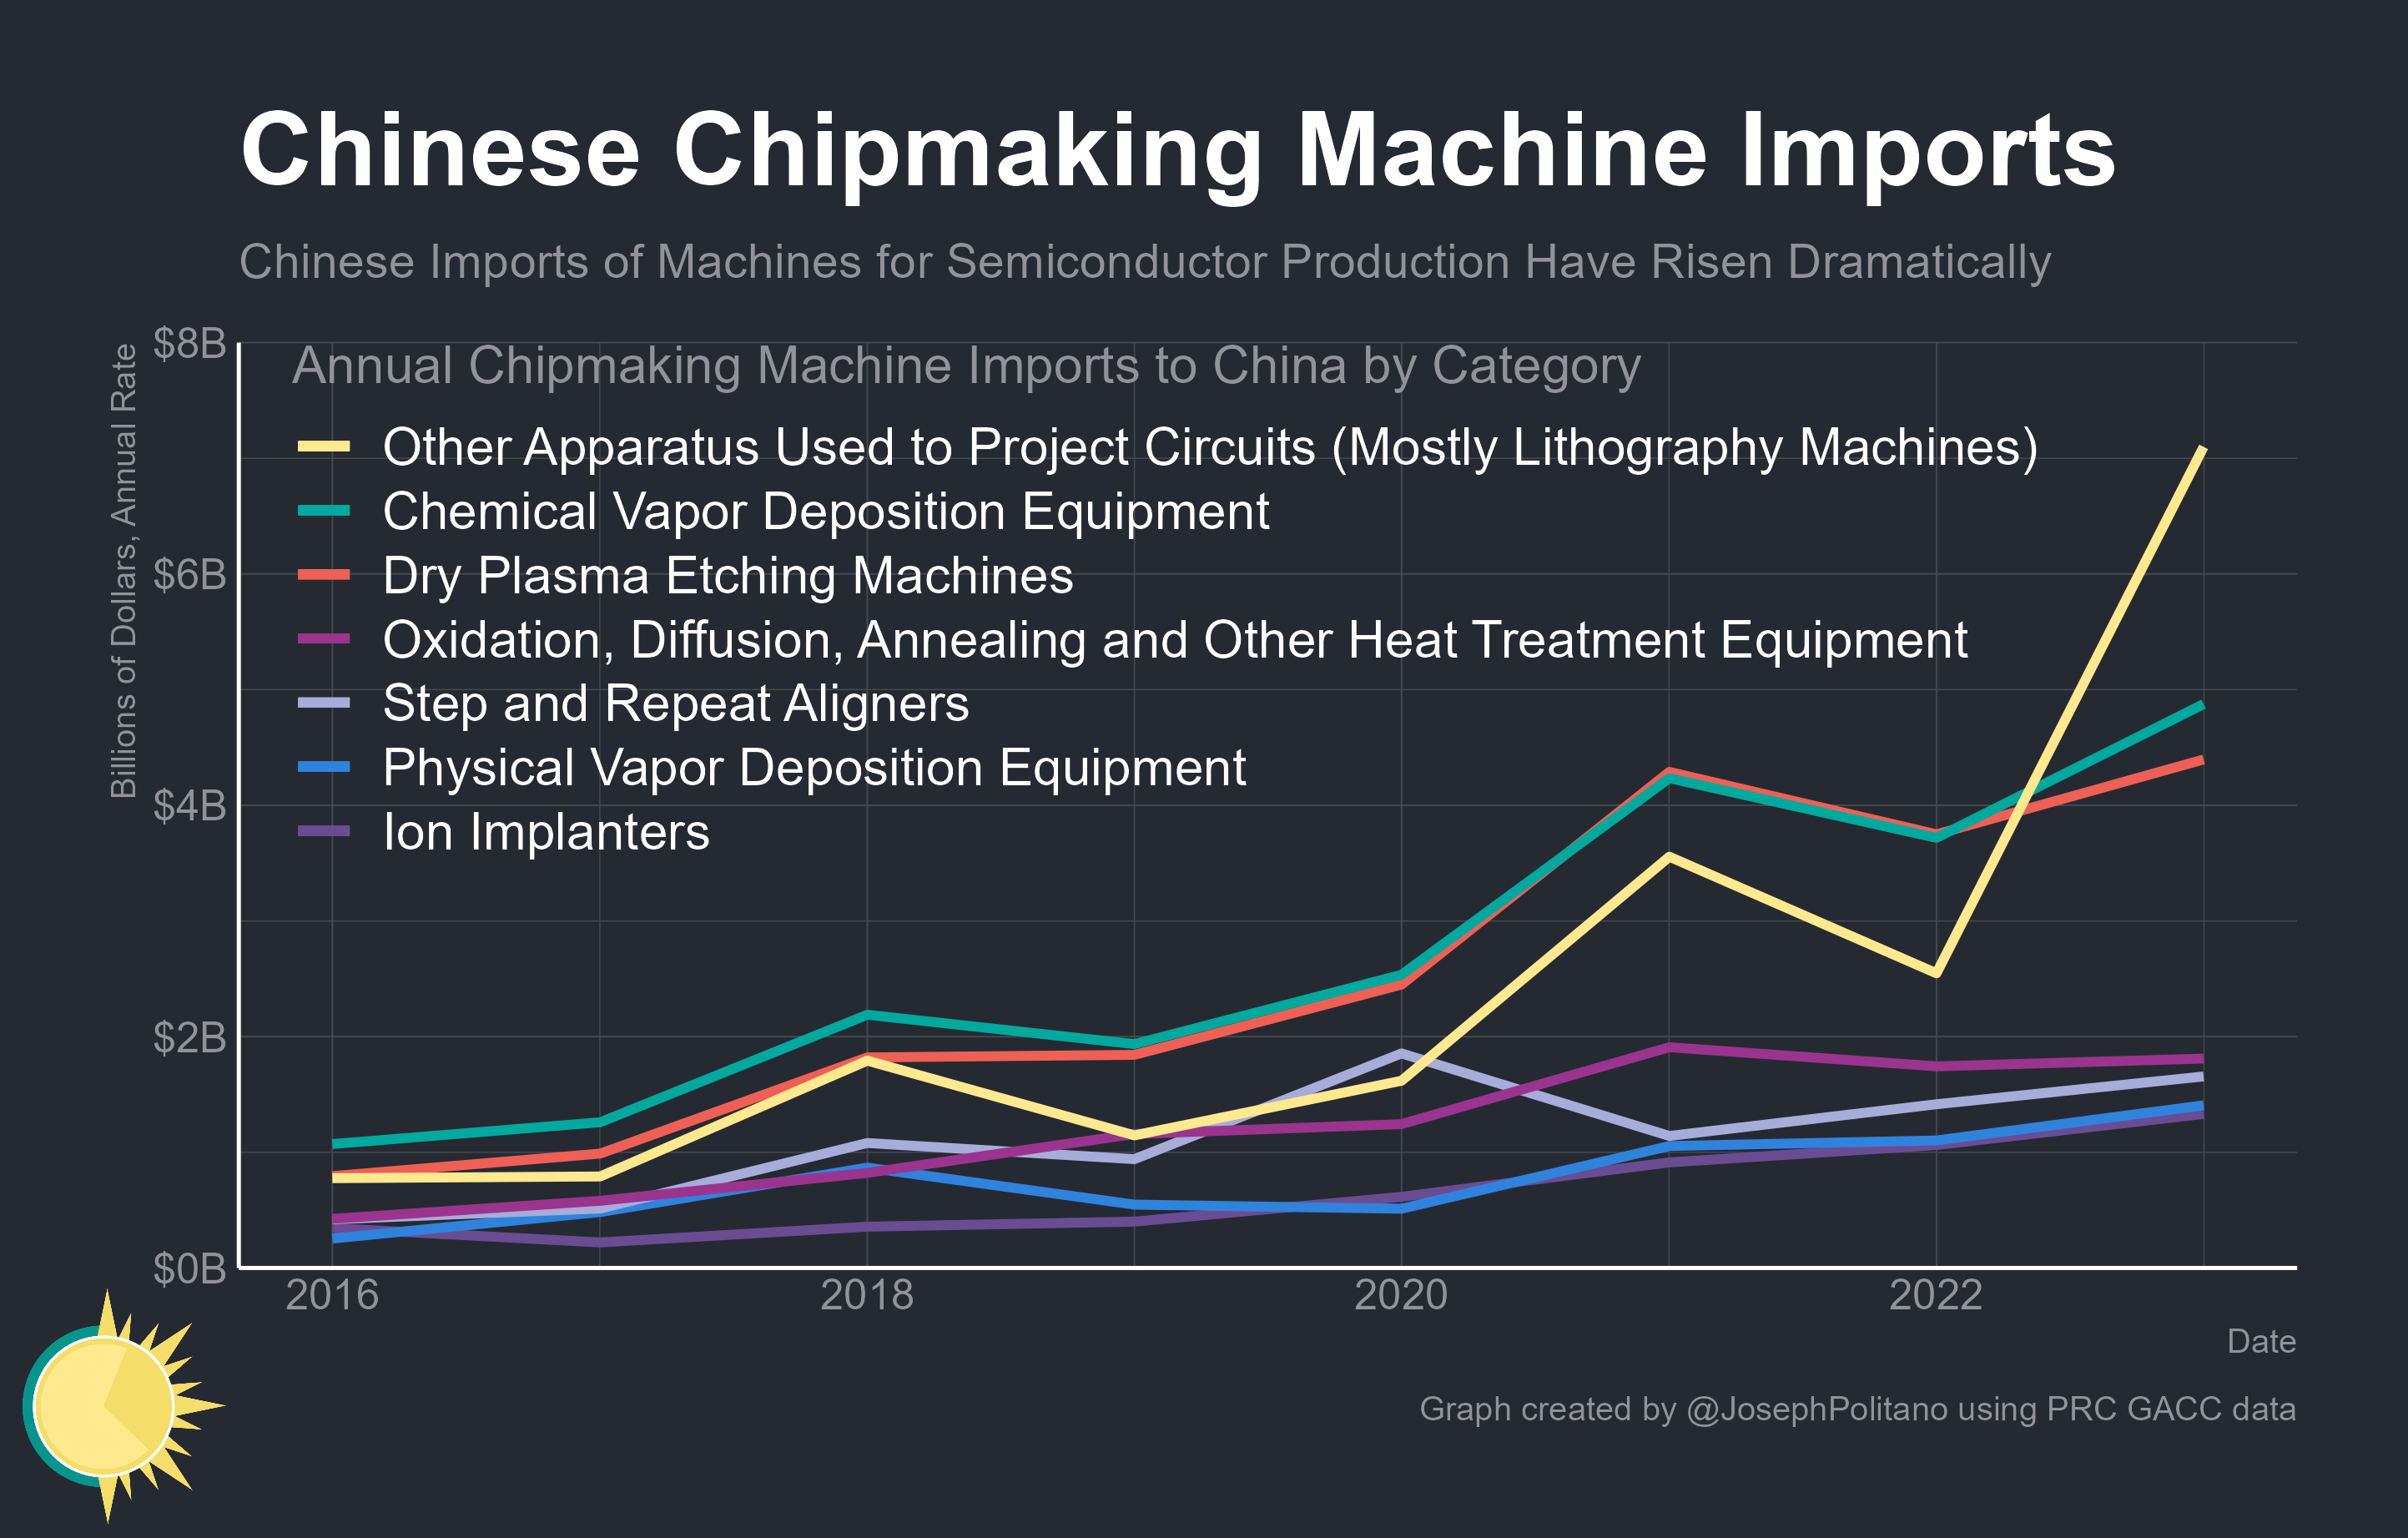 Chinese Chipmaking Machine Imports
Chinese Imports of Machines for Semiconductor Production Have Risen Dramatically
Billions of Dollars, Annual Rate
$8B
$6B
$4B
$2B
$0B
Annual Chipmaking Machine Imports to China by Category
Other Apparatus Used to Project Circuits (Mostly Lithography Machines)
Chemical Vapor Deposition Equipment
Dry Plasma Etching Machines
Oxidation, Diffusion, Annealing and Other Heat Treatment Equipment
Step and Repeat Aligners
Physical Vapor Deposition Equipment
Ion Implanters
2016 2018 2020 2022
Date
Graph created by @JosephPolitano using PRC GACC data